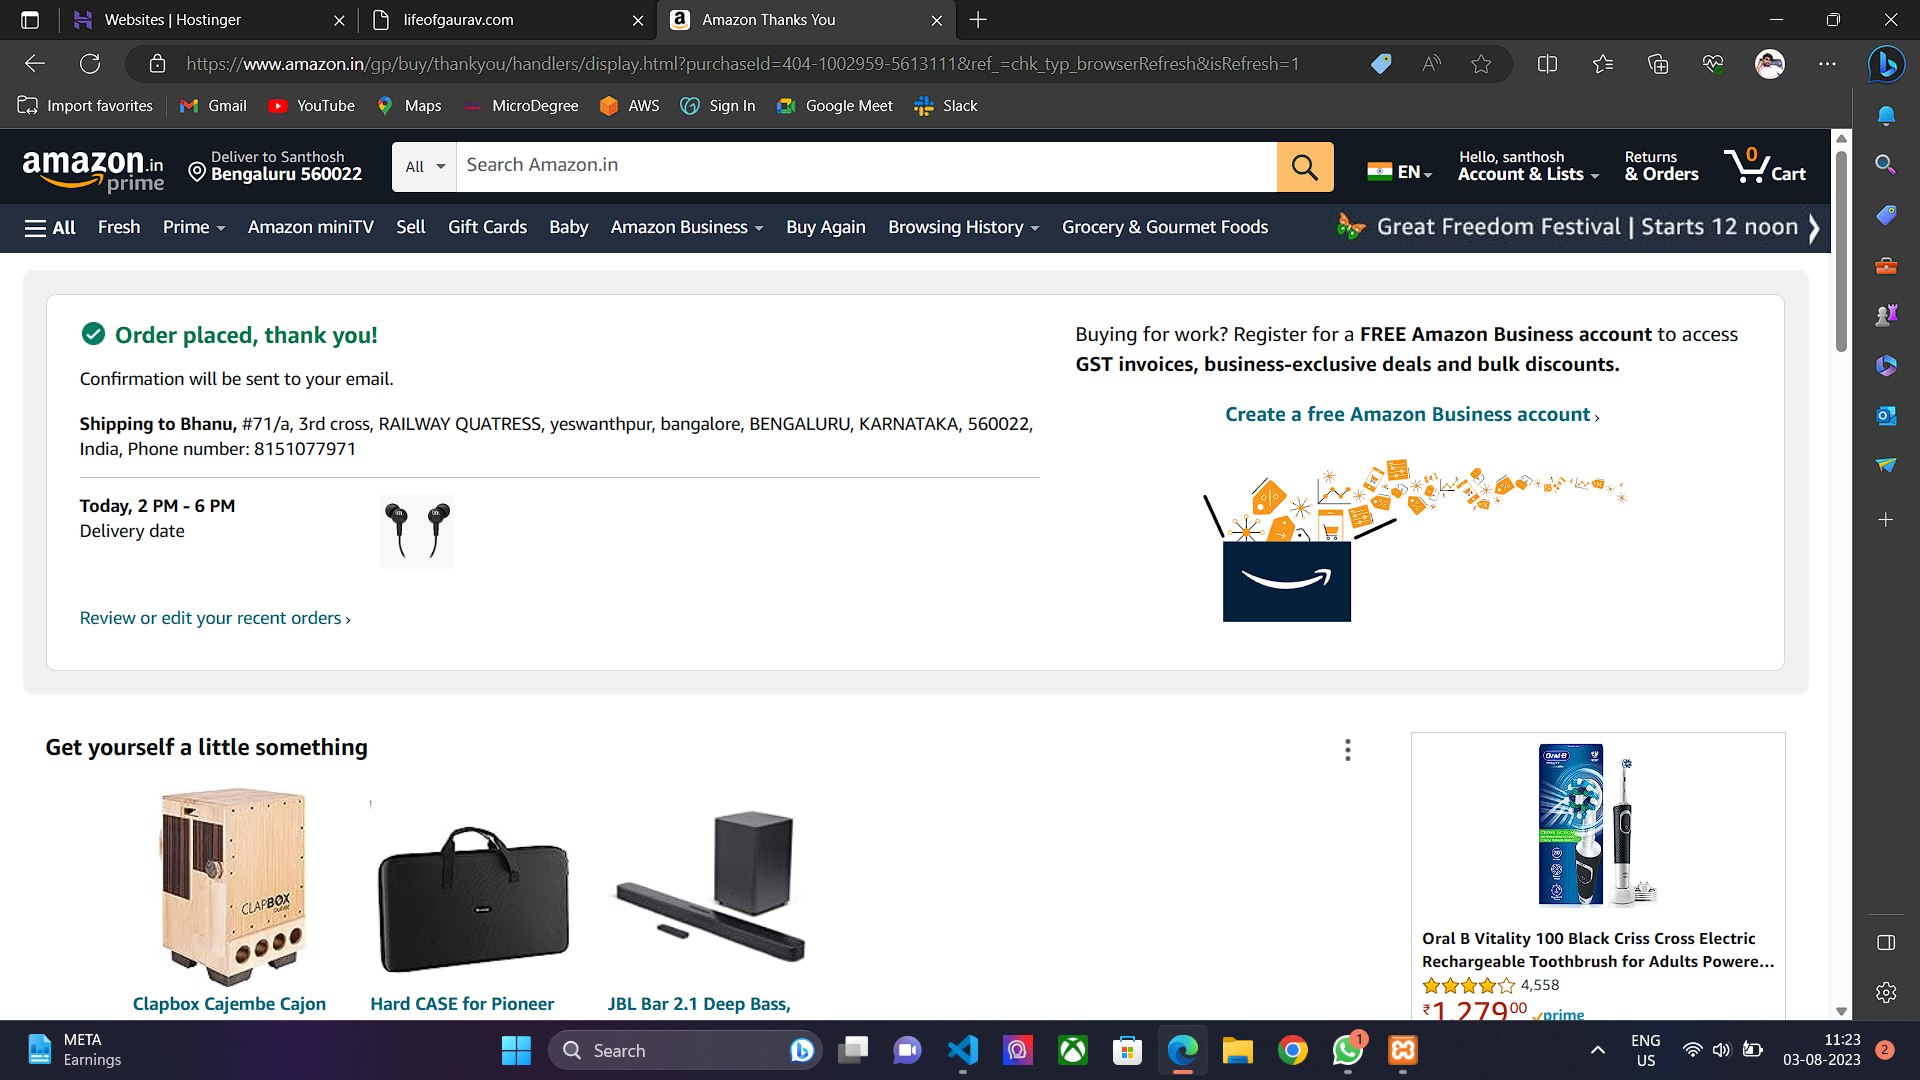 Websites | Hostinger
lifeofgaurav.com
Amazon Thanks You
https://www.amazon.in/gp/buy/thankyou/handlers/display.html?purchaseId=404-1002959-5613111&ref_=chk_typ_browserRefresh&isRefresh=1
Import favorites
Gmail
YouTube
Maps
MicroDegree
AWS
Sign In
Google Meet
Slack
amazon.in
prime
Deliver to Santhosh
Bengaluru 560022
All
Search Amazon.in
EN
Hello, santhosh
Account & Lists
Returns
& Orders
0
Cart
All
Fresh
Prime
Amazon miniTV
Sell
Gift Cards
Baby
Amazon Business
Buy Again
Browsing History
Grocery & Gourmet Foods
Great Freedom Festival | Starts 12 noon
Order placed, thank you!
Confirmation will be sent to your email.
Shipping to Bhanu, #71/a, 3rd cross, RAILWAY QUATRESS, yeswanthpur, bangalore, BENGALURU, KARNATAKA, 560022,
India, Phone number: 8151077971
Today, 2 PM - 6 PM
Delivery date
Review or edit your recent orders ›
Buying for work? Register for a FREE Amazon Business account to access
GST invoices, business-exclusive deals and bulk discounts.
Create a free Amazon Business account ›
Get yourself a little something
CLAPBOX
Clapbox Cajembe Cajon
Hard CASE for Pioneer
JBL Bar 2.1 Deep Bass,
Oral-B
Oral B Vitality 100 Black Criss Cross Electric
Rechargeable Toothbrush for Adults Powere...
4,558
₹1,279.00 prime
META
Earnings
Search
1
ENG
US
11:23
03-08-2023
2